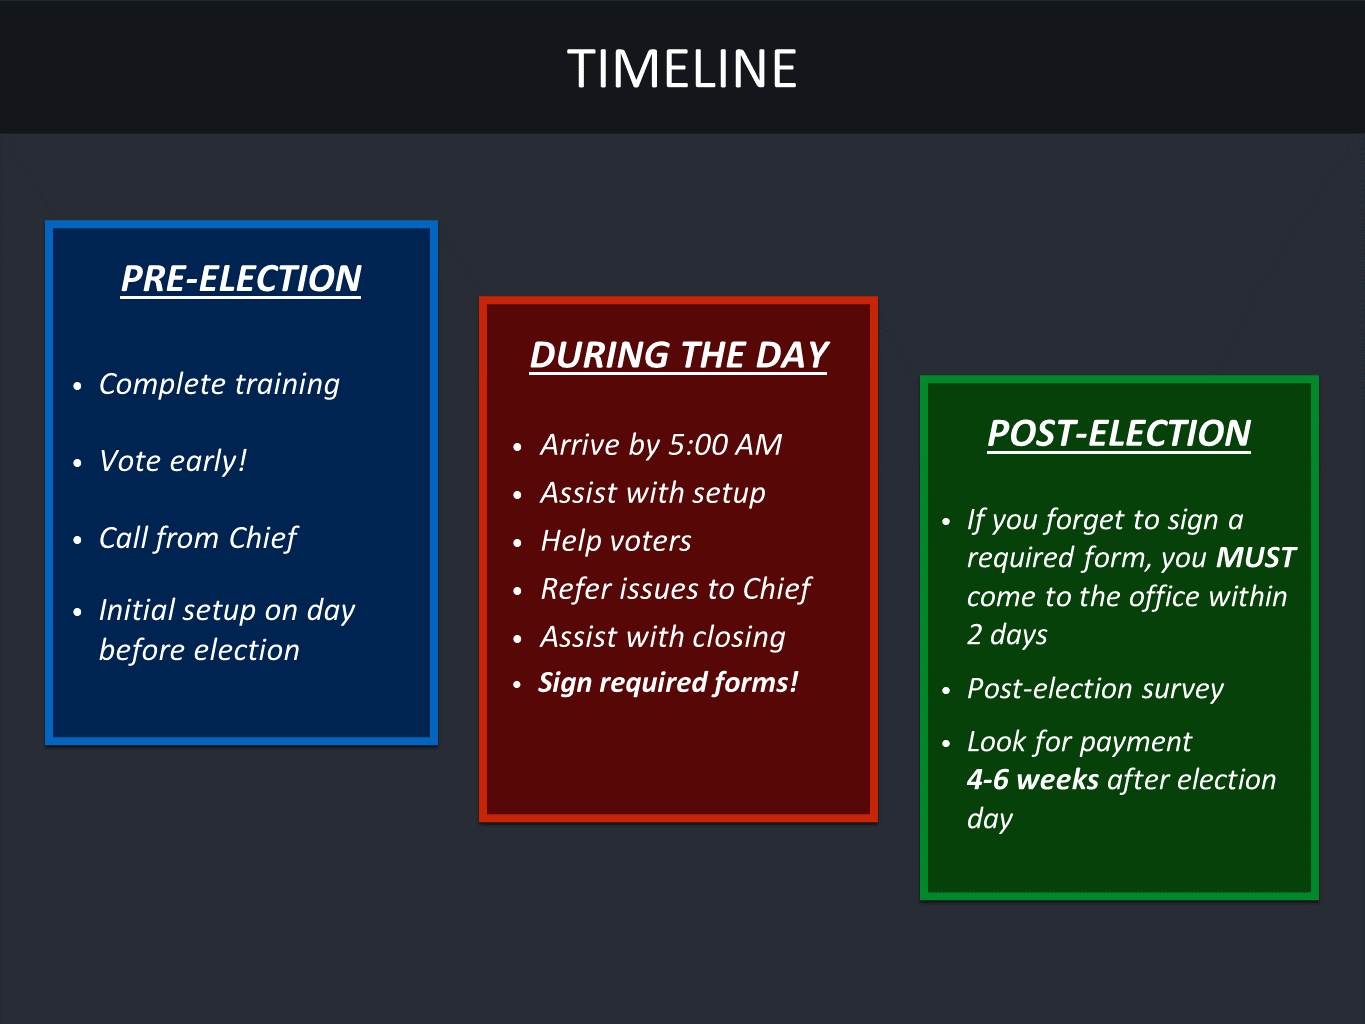 TIMELINE
PRE-ELECTION
• Complete training
• Vote early!
• Call from Chief
• Initial setup on day
before election
DURING THE DAY
• Arrive by 5:00 AM
• Assist with setup
• Help voters
• Refer issues to Chief
• Assist with closing
• Sign required forms!
POST-ELECTION
• If you forget to sign a
required form, you MUST
come to the office within
2 days
• Post-election survey
• Look for payment
4-6 weeks after election
day